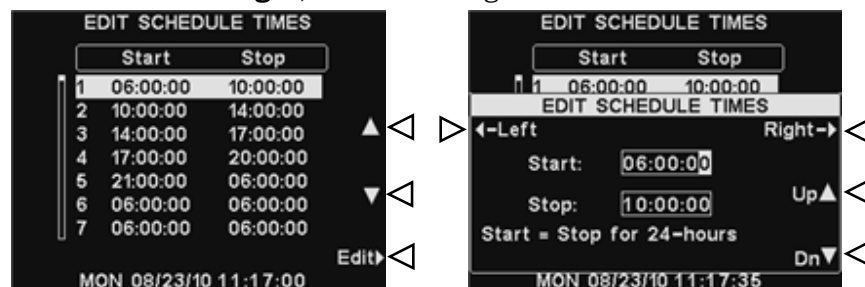 EDIT SCHEDULE TIMES
Start Stop
1 06:00:00 10:00:00
2 10:00:00 14:00:00
3 14:00:00 17:00:00
4 17:00:00 20:00:00
5 21:00:00 06:00:00
6 06:00:00 06:00:00
7 06:00:00 06:00:00
Edit
MON 08/23/10 11:17:00
EDIT SCHEDULE TIMES
Start Stop
1 06:00:00 10:00:00
EDIT SCHEDULE TIMES
-Left Right-
Start: 06:00:00
Up
Stop: 10:00:00
Start = Stop for 24-hours
Dn
MON 08/23/10 11:17:35